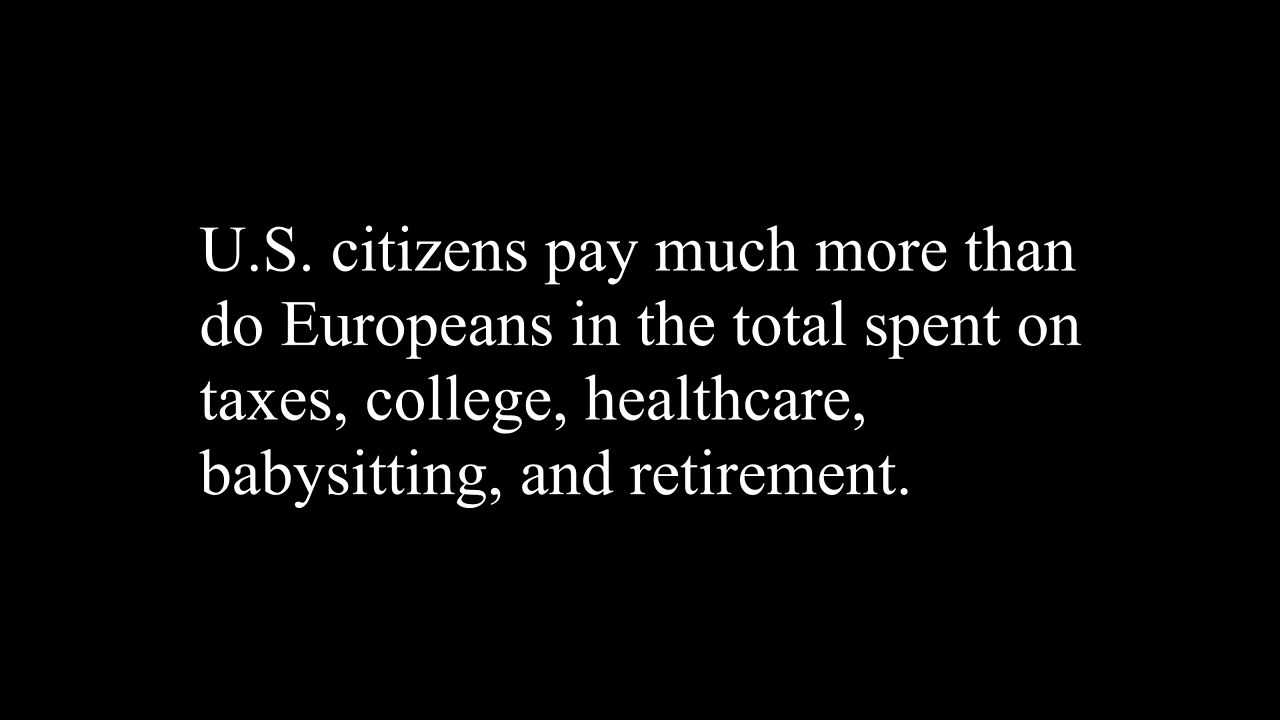 U.S. citizens pay much more than
do Europeans in the total spent on
taxes, college, healthcare,
babysitting, and retirement.